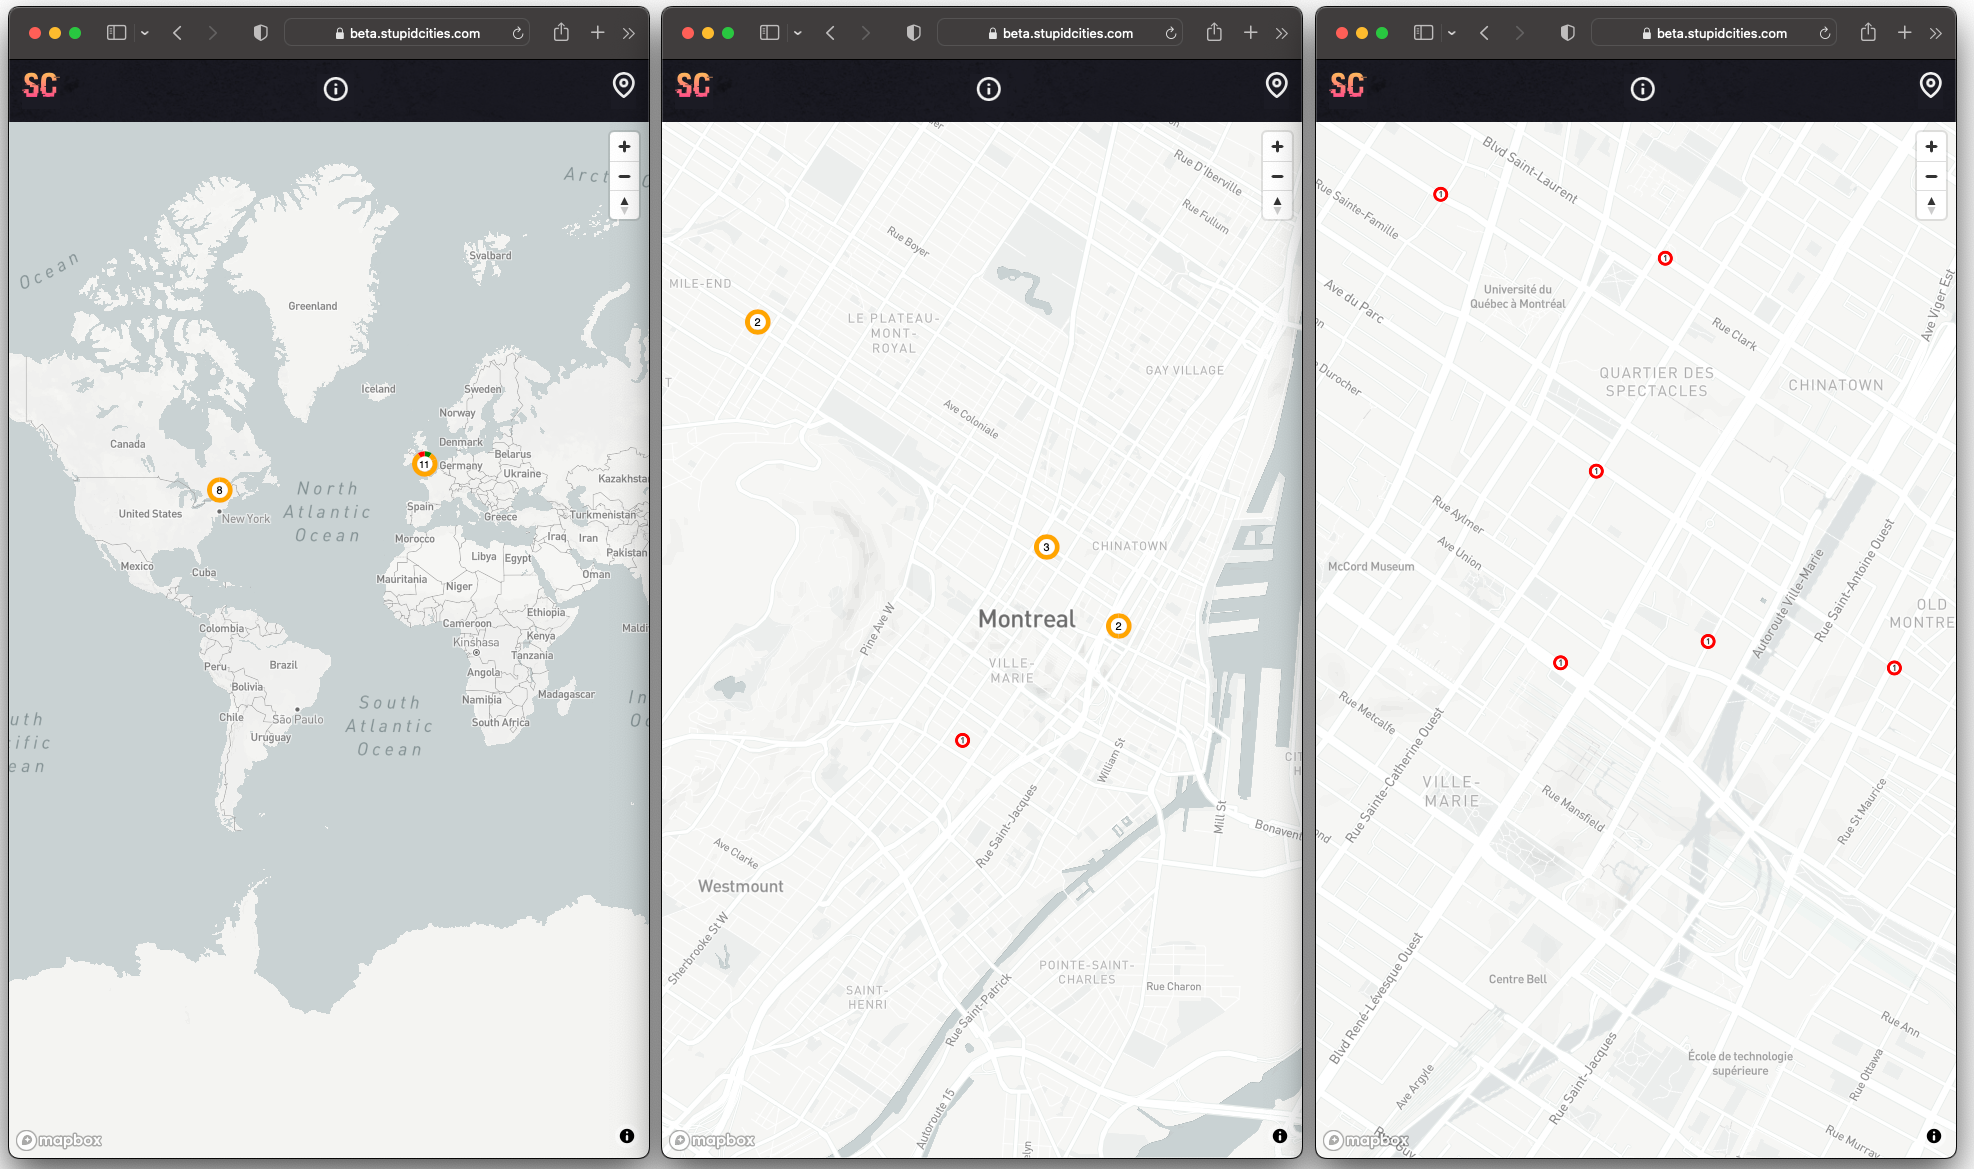 beta.stupidcities.com
SC
Ocean
Svalbard
Greenland
Iceland
Sweden
Norway
Canada
Denmark
Belarus
11
Germany
Ukraine
Kazakhsta
8
North
Atlantic
Ocean
United States
New York
Spain
Greece
Turkmenistan
Morocco
Iraq
Iran
Libya
Egypt
Pakistan
Mexico
Cuba
Mauritania
Niger
Oman
Ethiopia
Colombia
Cameroon
Maldi
Kenya
Kinshasa
Peru
Brazil
Tanzania
Angola
Bolivia
Namibia
Madagascar
South
Atlantic
Ocean
In
Chile
São Paulo
South Africa
uth
ific
ean
Uruguay
mapbox
beta.stupidcities.com
SC
Rue D'Iberville
Rue Fullum
Rue Boyer
MILE-END
2
LE PLATEAU-
MONT-
ROYAL
GAY VILLAGE
Ave Coloniale
3
CHINATOWN
Montreal
2
Pine Ave W
VILLE-
MARIE
1
William St
Rue Saint-Jacques
Mill St
Bonavent
Ave Clarke
Westmount
Sherbrooke St W
POINTE-SAINT-
CHARLES
Rue Charon
SAINT-
HENRI
Rue Saint-Patrick
Autoroute 15
mapbox
beta.stupidcities.com
SC
Blvd Saint-Laurent
1
Rue Sainte-Famille
1
Université du
Québec à Montréal
Ave du Parc
Ave Viger Est
Rue Clark
Durocher
QUARTIER DES
SPECTACLES
CHINATOWN
1
Rue Aylmer
Ave Union
McCord Museum
Autoroute Ville-Marie
Rue Saint-Antoine Ouest
OLD
MONTRE
1
1
1
Rue Metcalfe
Rue Sainte-Catherine Ouest
VILLE-
MARIE
Rue Mansfield
Rue St Maurice
Blvd René-Lévesque Ouest
Centre Bell
Rue Ann
École de technologie
supérieure
Rue Saint-Jacques
Ave Argyle
Rue Ottawa
Rue Murray
mapbox